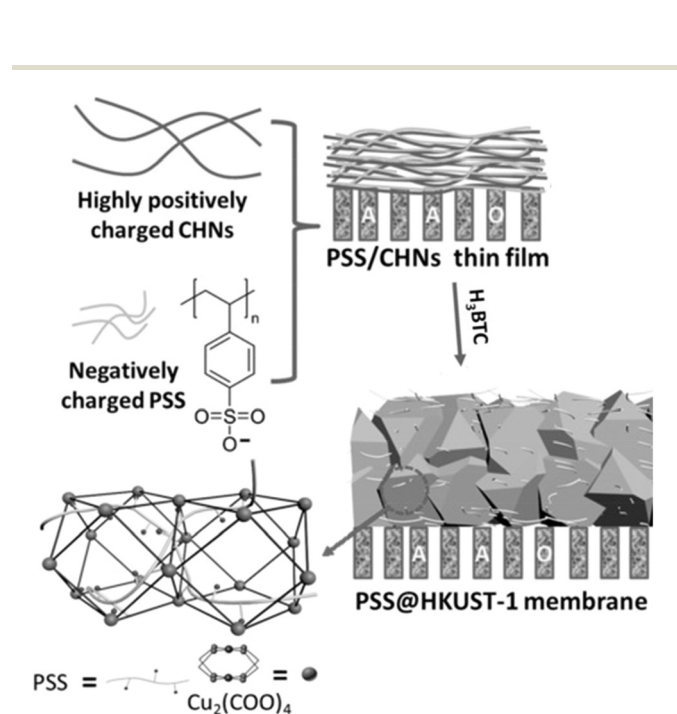 Highly positively
charged CHNs
A A O
PSS/CHNs thin film
H₃BTC
n
Negatively
charged PSS
O=S=O
O−
A A O
PSS@HKUST-1 membrane
PSS =
=
Cu₂(COO)₄